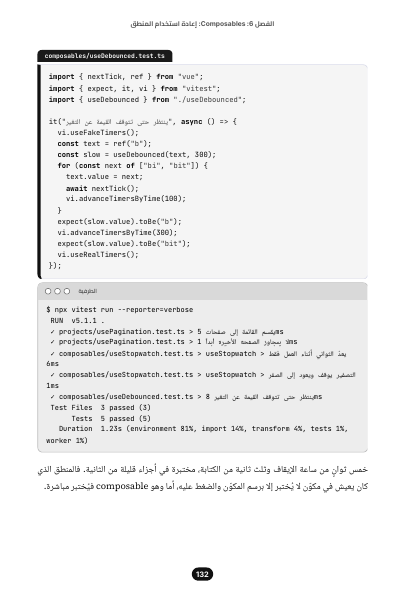 الفصل 6: Composables: إعادة استخدام المنطق
composables/useDebounced.test.ts
import { nextTick, ref } from "vue";
import { expect, it, vi } from "vitest";
import { useDebounced } from "./useDebounced";
it("ينتظر حتى تتوقف القيمة عن التغير", async () => {
vi.useFakeTimers();
const text = ref("b");
const slow = useDebounced(text, 300);
for (const next of ["bi", "bit"]) {
text.value = next;
await nextTick();
vi.advanceTimersByTime(100);
}
expect(slow.value).toBe("b");
vi.advanceTimersByTime(300);
expect(slow.value).toBe("bit");
vi.useRealTimers();
});
الطرفية
$ npx vitest run --reporter=verbose
RUN v5.1.1 .
✓ projects/usePagination.test.ts > يقسم القائمة إلى صفحات 5ms
✓ projects/usePagination.test.ts > لا يتجاوز الصفحة الأخيرة أبدا 1ms
✓ composables/useStopwatch.test.ts > useStopwatch > يعدّ الثواني أثناء العمل فقط
6ms
✓ composables/useStopwatch.test.ts > useStopwatch > التصفير يوقف ويعود إلى الصفر
1ms
✓ composables/useDebounced.test.ts > ينتظر حتى تتوقف القيمة عن التغير 8ms
Test Files 3 passed (3)
Tests 5 passed (5)
Duration 1.23s (environment 81%, import 14%, transform 4%, tests 1%,
worker 1%)
خمس ثوانٍ من ساعة الإيقاف وثلث ثانية من الكتابة، مختبرة في أجزاء قليلة من الثانية. فالمنطق الذي
كان يعيش في مكوّن لا يُختبر إلا برسم المكوّن والضغط عليه، أما وهو composable فيُختبر مباشرة.
132